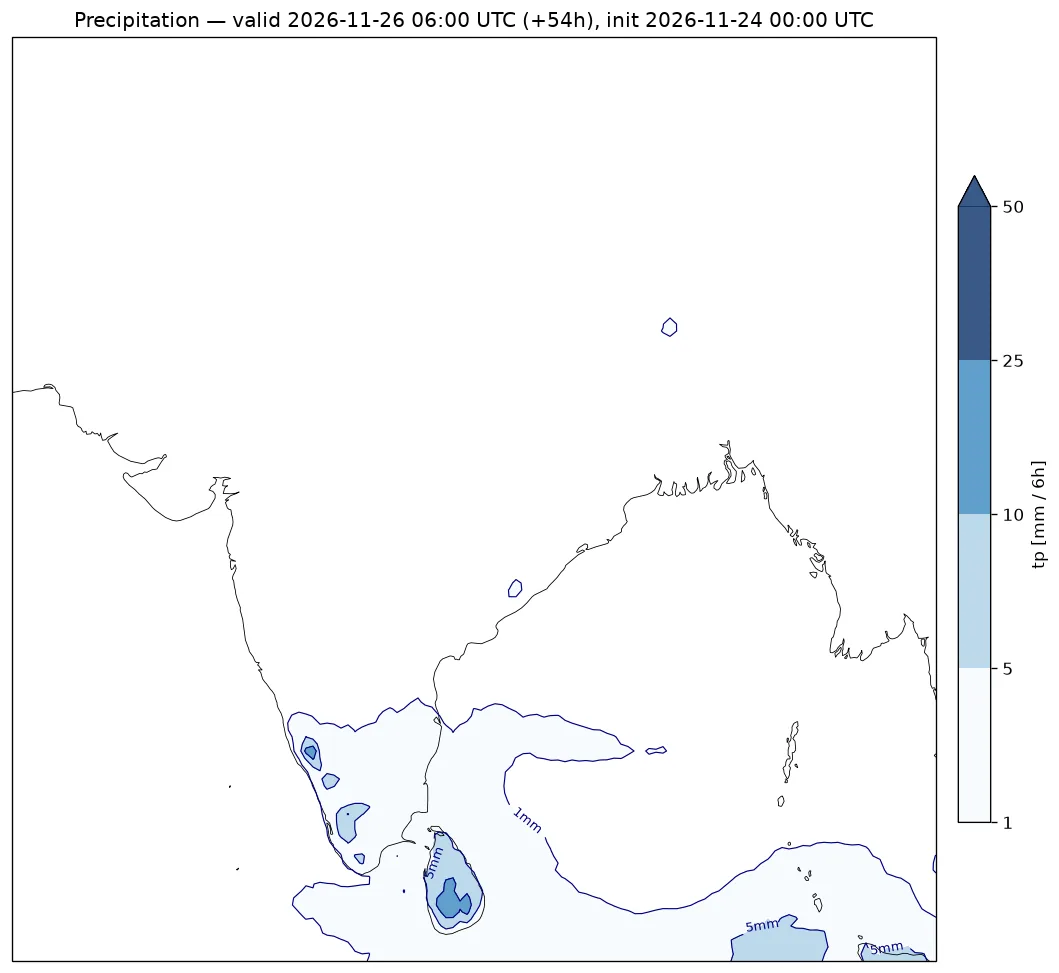 Precipitation — valid 2026-11-26 06:00 UTC (+54h), init 2026-11-24 00:00 UTC
50
25
10
5
1
tp [mm / 6h]
1mm
5mm
5mm
5mm